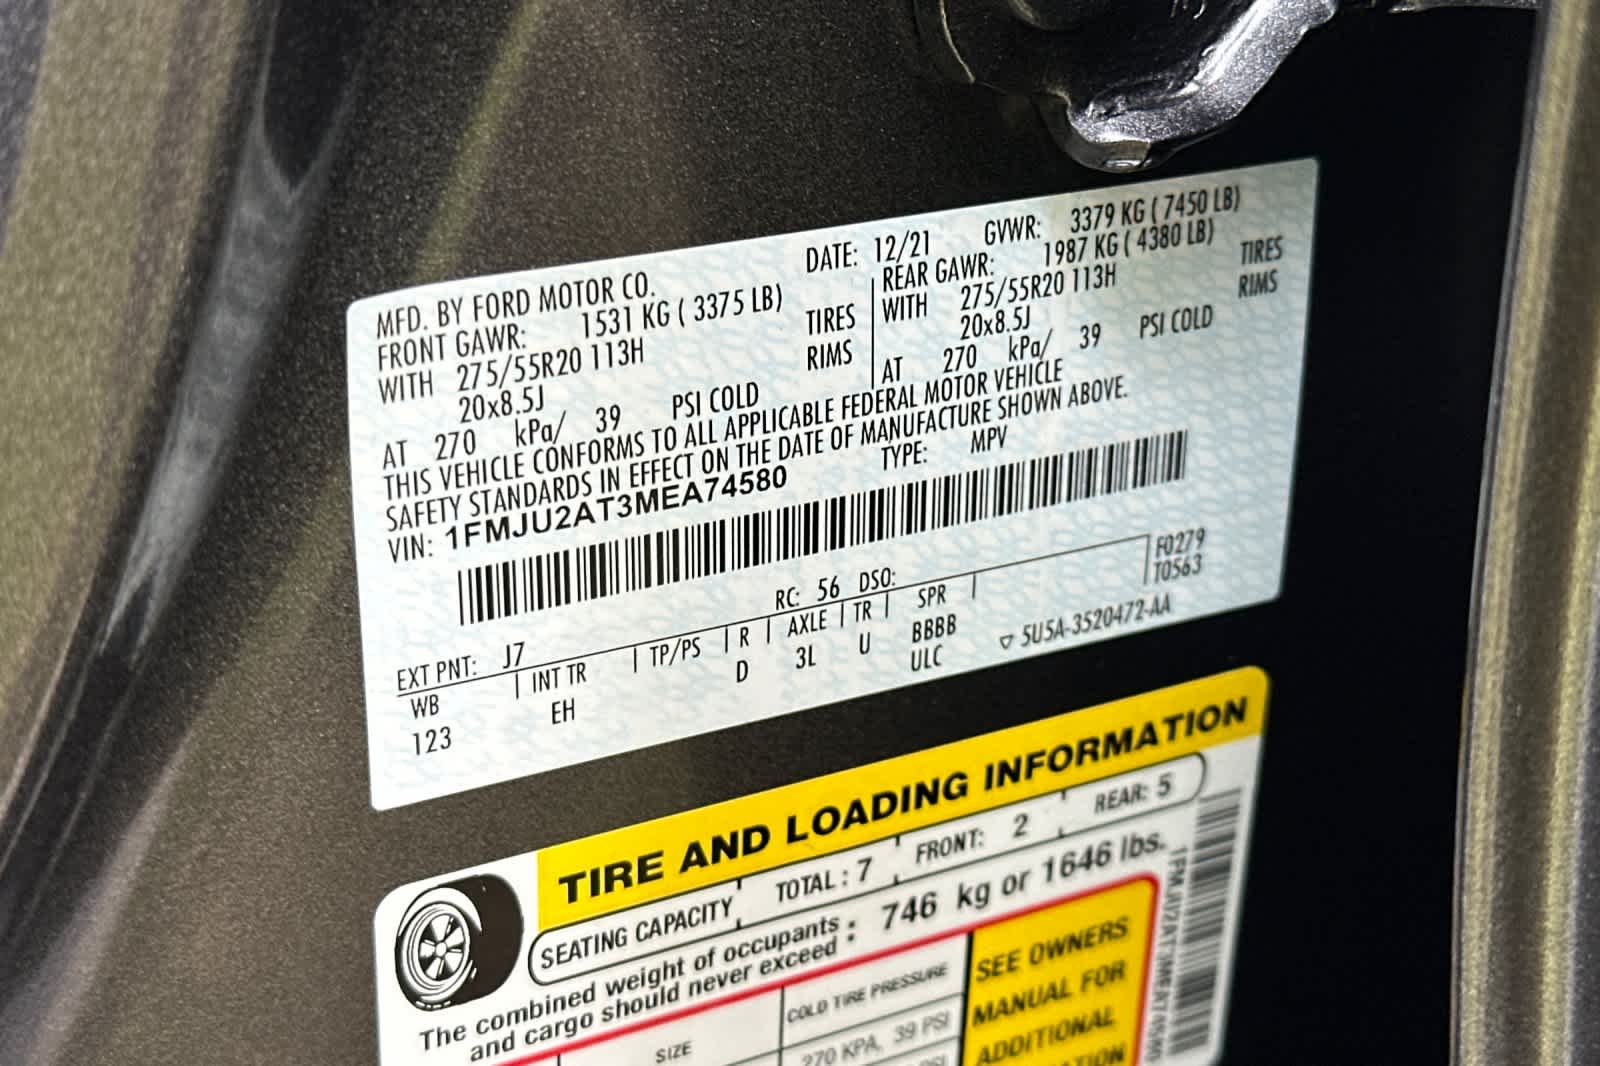 MFD. BY FORD MOTOR CO.
DATE: 12/21 GVWR: 3379 KG ( 7450 LB)
FRONT GAWR: 1531 KG ( 3375 LB)
WITH 275/55R20 113H TIRES
20x8.5J RIMS
AT 270 kPa/ 39 PSI COLD
REAR GAWR: 1987 KG ( 4380 LB)
WITH 275/55R20 113H TIRES
20x8.5J RIMS
AT 270 kPa/ 39 PSI COLD
THIS VEHICLE CONFORMS TO ALL APPLICABLE FEDERAL MOTOR VEHICLE
SAFETY STANDARDS IN EFFECT ON THE DATE OF MANUFACTURE SHOWN ABOVE.
VIN: 1FMJU2AT3MEA74580 TYPE: MPV
F0279
T0563
EXT PNT: J7 RC: 56 DSO:
WB | INT TR | TP/PS | R | AXLE | TR | SPR
123 EH D 3L U BBBB
ULC
▽ 5U5A-3520472-AA
TIRE AND LOADING INFORMATION
SEATING CAPACITY TOTAL : 7 FRONT: 2 REAR: 5
The combined weight of occupants
and cargo should never exceed : 746 kg or 1646 lbs.
SIZE COLD TIRE PRESSURE
270 KPA, 39 PSI
PSI
SEE OWNERS
MANUAL FOR
ADDITIONAL
1FMJU2AT3MEA74580